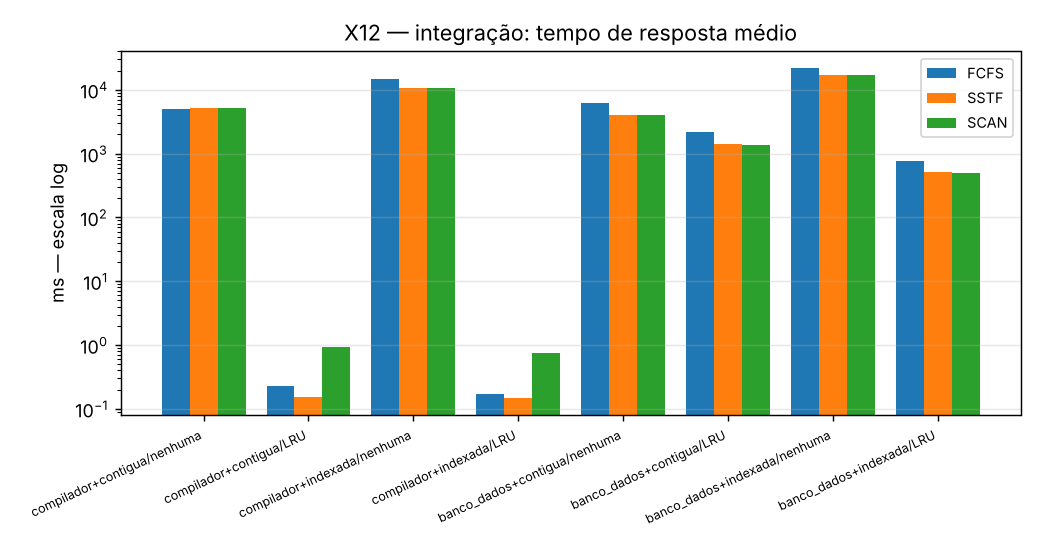 X12 — integração: tempo de resposta médio
ms — escala log
10⁴
10³
10²
10¹
10⁰
10⁻¹
FCFS
SSTF
SCAN
compilador+contigua/nenhuma
compilador+contigua/LRU
compilador+indexada/nenhuma
compilador+indexada/LRU
banco_dados+contigua/nenhuma
banco_dados+contigua/LRU
banco_dados+indexada/nenhuma
banco_dados+indexada/LRU